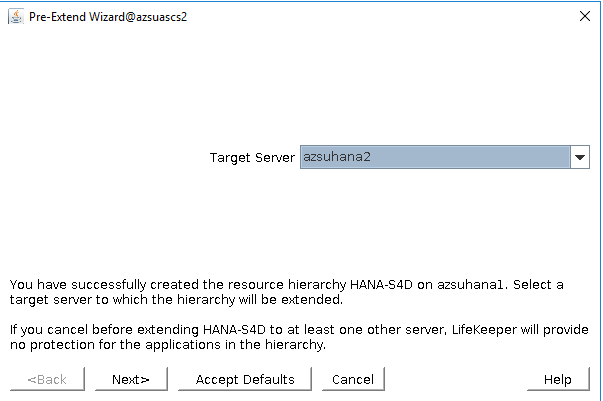 Pre-Extend Wizard@azsuascs2
Target Server azsuhana2
You have successfully created the resource hierarchy HANA-S4D on azsuhana1. Select a
target server to which the hierarchy will be extended.
If you cancel before extending HANA-S4D to at least one other server, LifeKeeper will provide
no protection for the applications in the hierarchy.
<Back Next> Accept Defaults Cancel Help